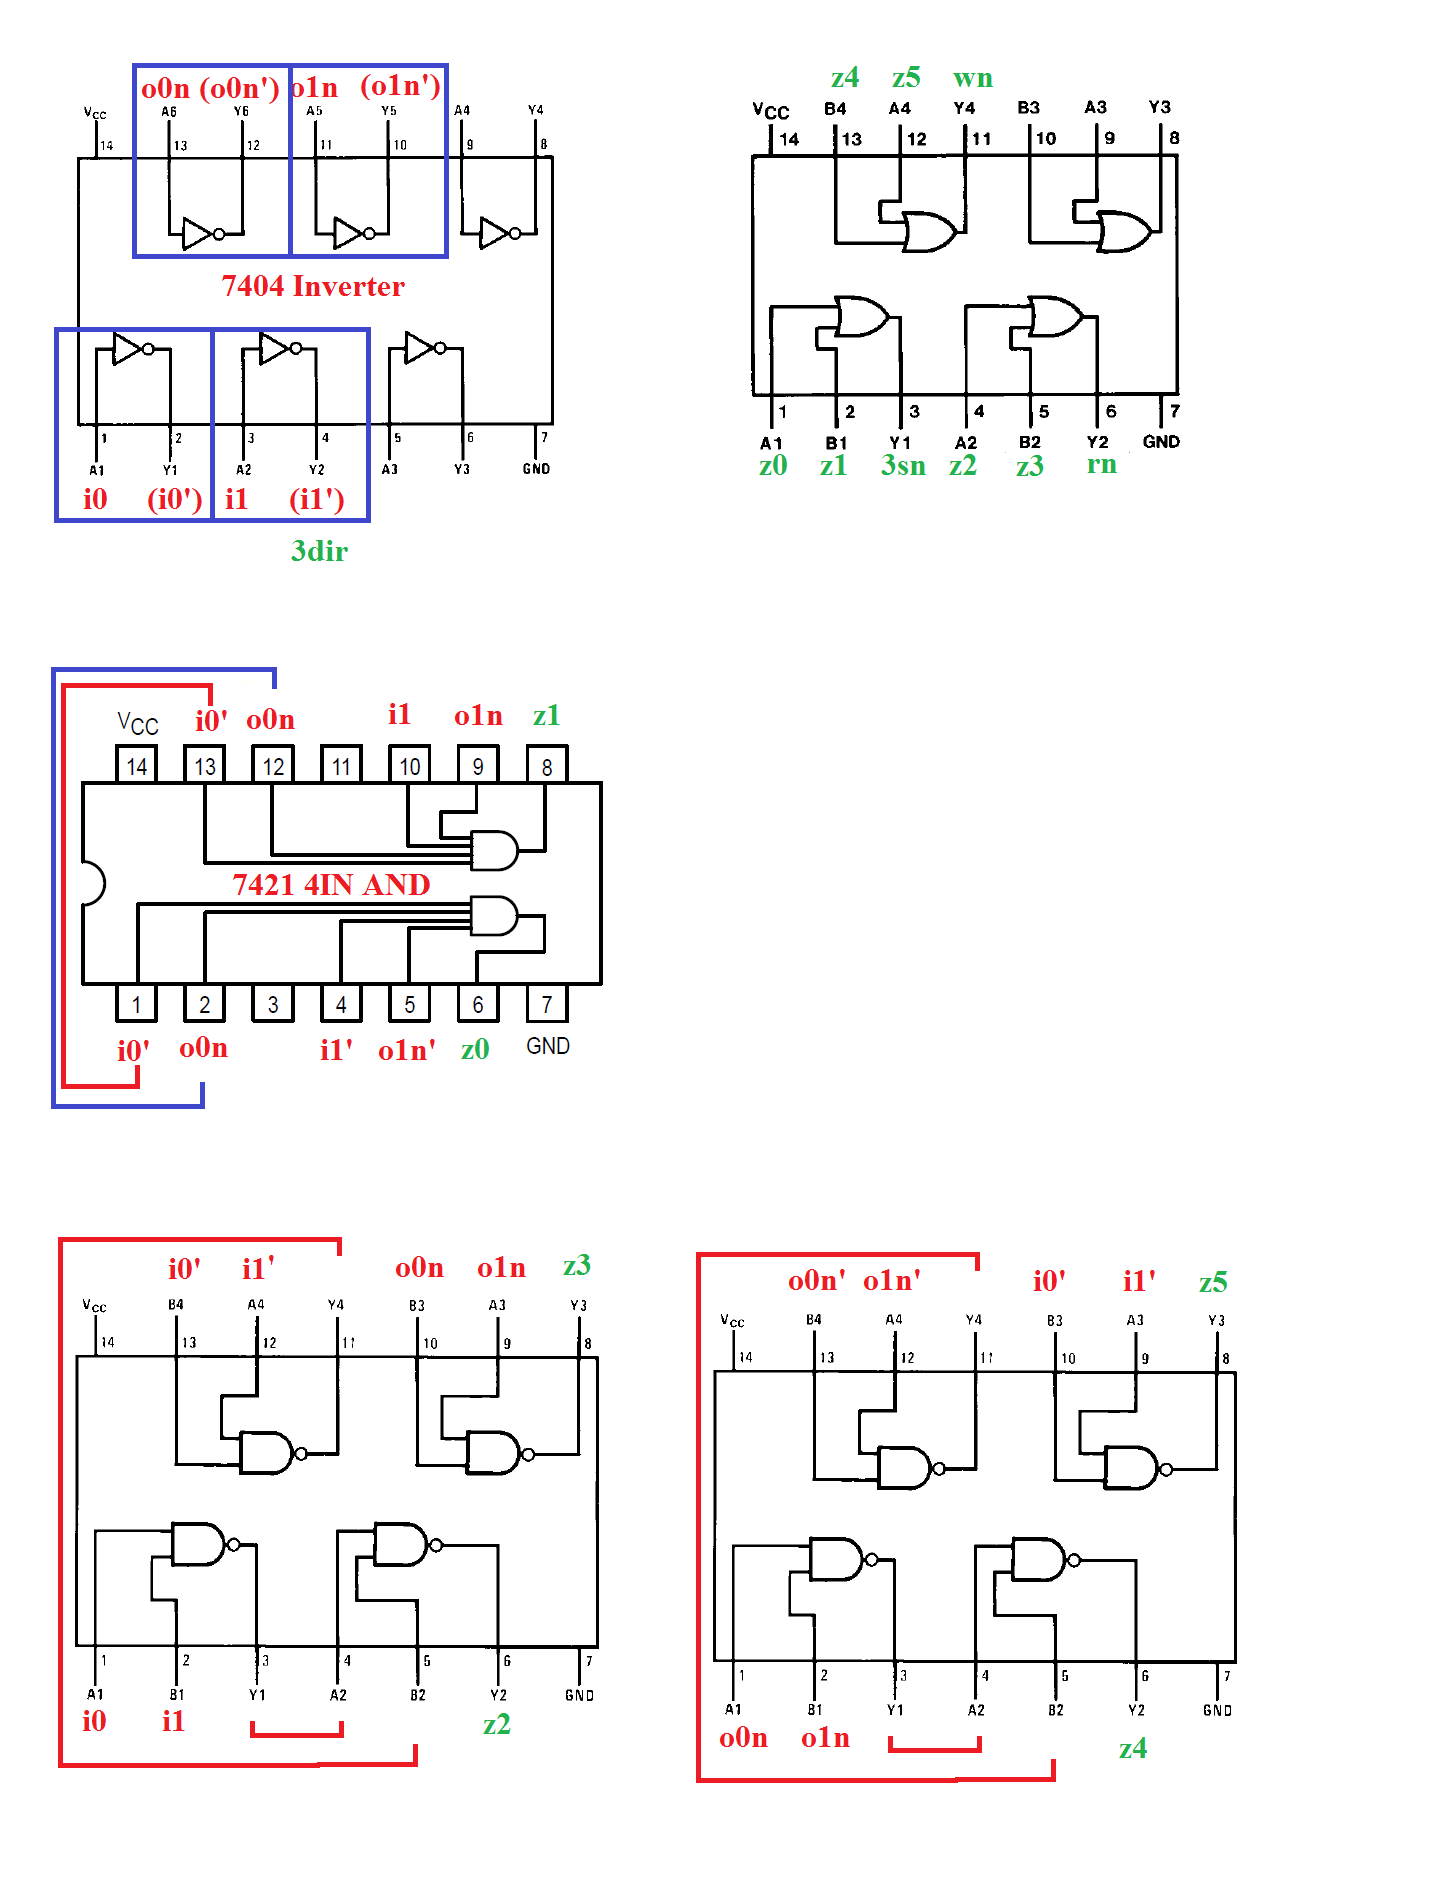 o0n (o0n') o1n (o1n')
VCC A6 Y6 A5 Y5 A4 Y4
14 13 12 11 10 9 8
7404 Inverter
1 2 3 4 5 6 7
A1 Y1 A2 Y2 A3 Y3 GND
i0 (i0') i1 (i1')
3dir
z4 z5 wn
VCC B4 A4 Y4 B3 A3 Y3
14 13 12 11 10 9 8
1 2 3 4 5 6 7
A1 B1 Y1 A2 B2 Y2 GND
z0 z1 3sn z2 z3 rn
VCC i0' o0n i1 o1n z1
14 13 12 11 10 9 8
7421 4IN AND
1 2 3 4 5 6 7
i0' o0n i1' o1n' z0 GND
i0' i1' o0n o1n z3
VCC B4 A4 Y4 B3 A3 Y3
14 13 12 11 10 9 8
1 2 3 4 5 6 7
A1 B1 Y1 A2 B2 Y2 GND
i0 i1 z2
o0n' o1n' i0' i1' z5
VCC B4 A4 Y4 B3 A3 Y3
14 13 12 11 10 9 8
1 2 3 4 5 6 7
A1 B1 Y1 A2 B2 Y2 GND
o0n o1n z4